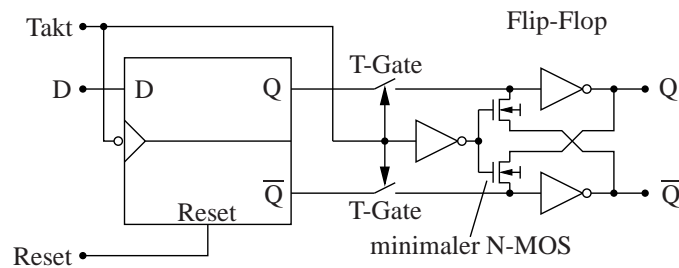 Flip-Flop
Takt
T-Gate
D
D
Q
Q
Q̅
Q̅
Reset
T-Gate
minimaler N-MOS
Reset